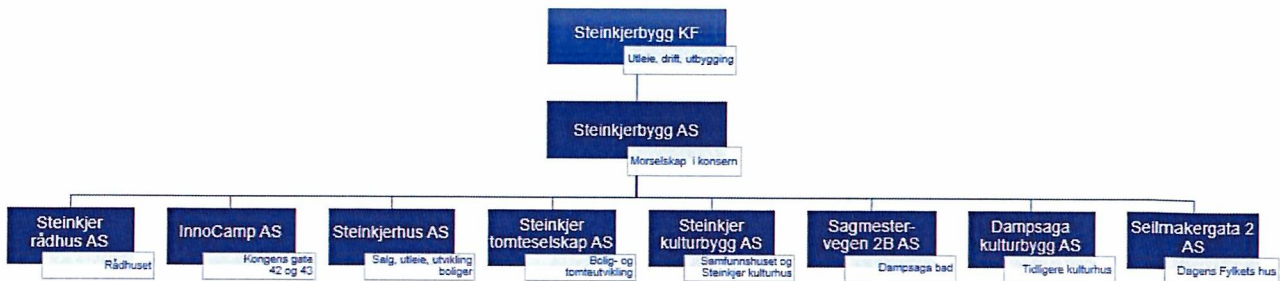 Steinkjerbygg KF
Utleie, drift, utbygging
Steinkjerbygg AS
Morselskap i konsern
Steinkjer
rådhus AS
Rådhuset
InnoCamp AS
Kongens gate
42 og 43
Steinkjerhus AS
Salg, utleie, utvikling
boliger
Steinkjer
tomteselskap AS
Bolig- og
tomteutvikling
Steinkjer
kulturbygg AS
Samfunnshuset og
Steinkjer kulturhus
Sagmester-
vegen 2B AS
Dampsaga bad
Dampsaga
kulturbygg AS
Tidligere kulturhus
Seilmakergata 2
AS
Dagens Fylkets hus